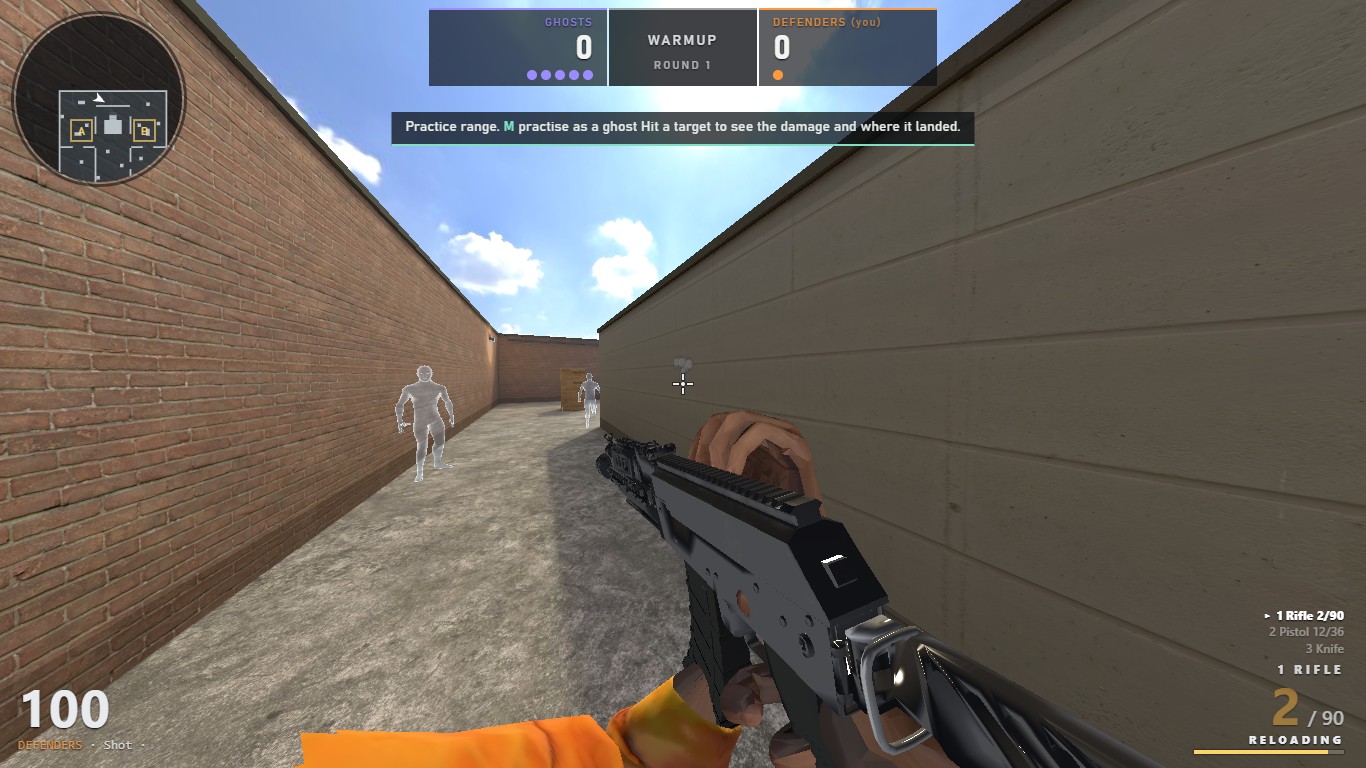 GHOSTS
0
WARMUP
ROUND 1
DEFENDERS (you)
0
Practice range. M practise as a ghost Hit a target to see the damage and where it landed.
A
B
100
DEFENDERS · Shot ·
▸ 1 Rifle 2/90
2 Pistol 12/36
3 Knife
1 RIFLE
2 / 90
RELOADING